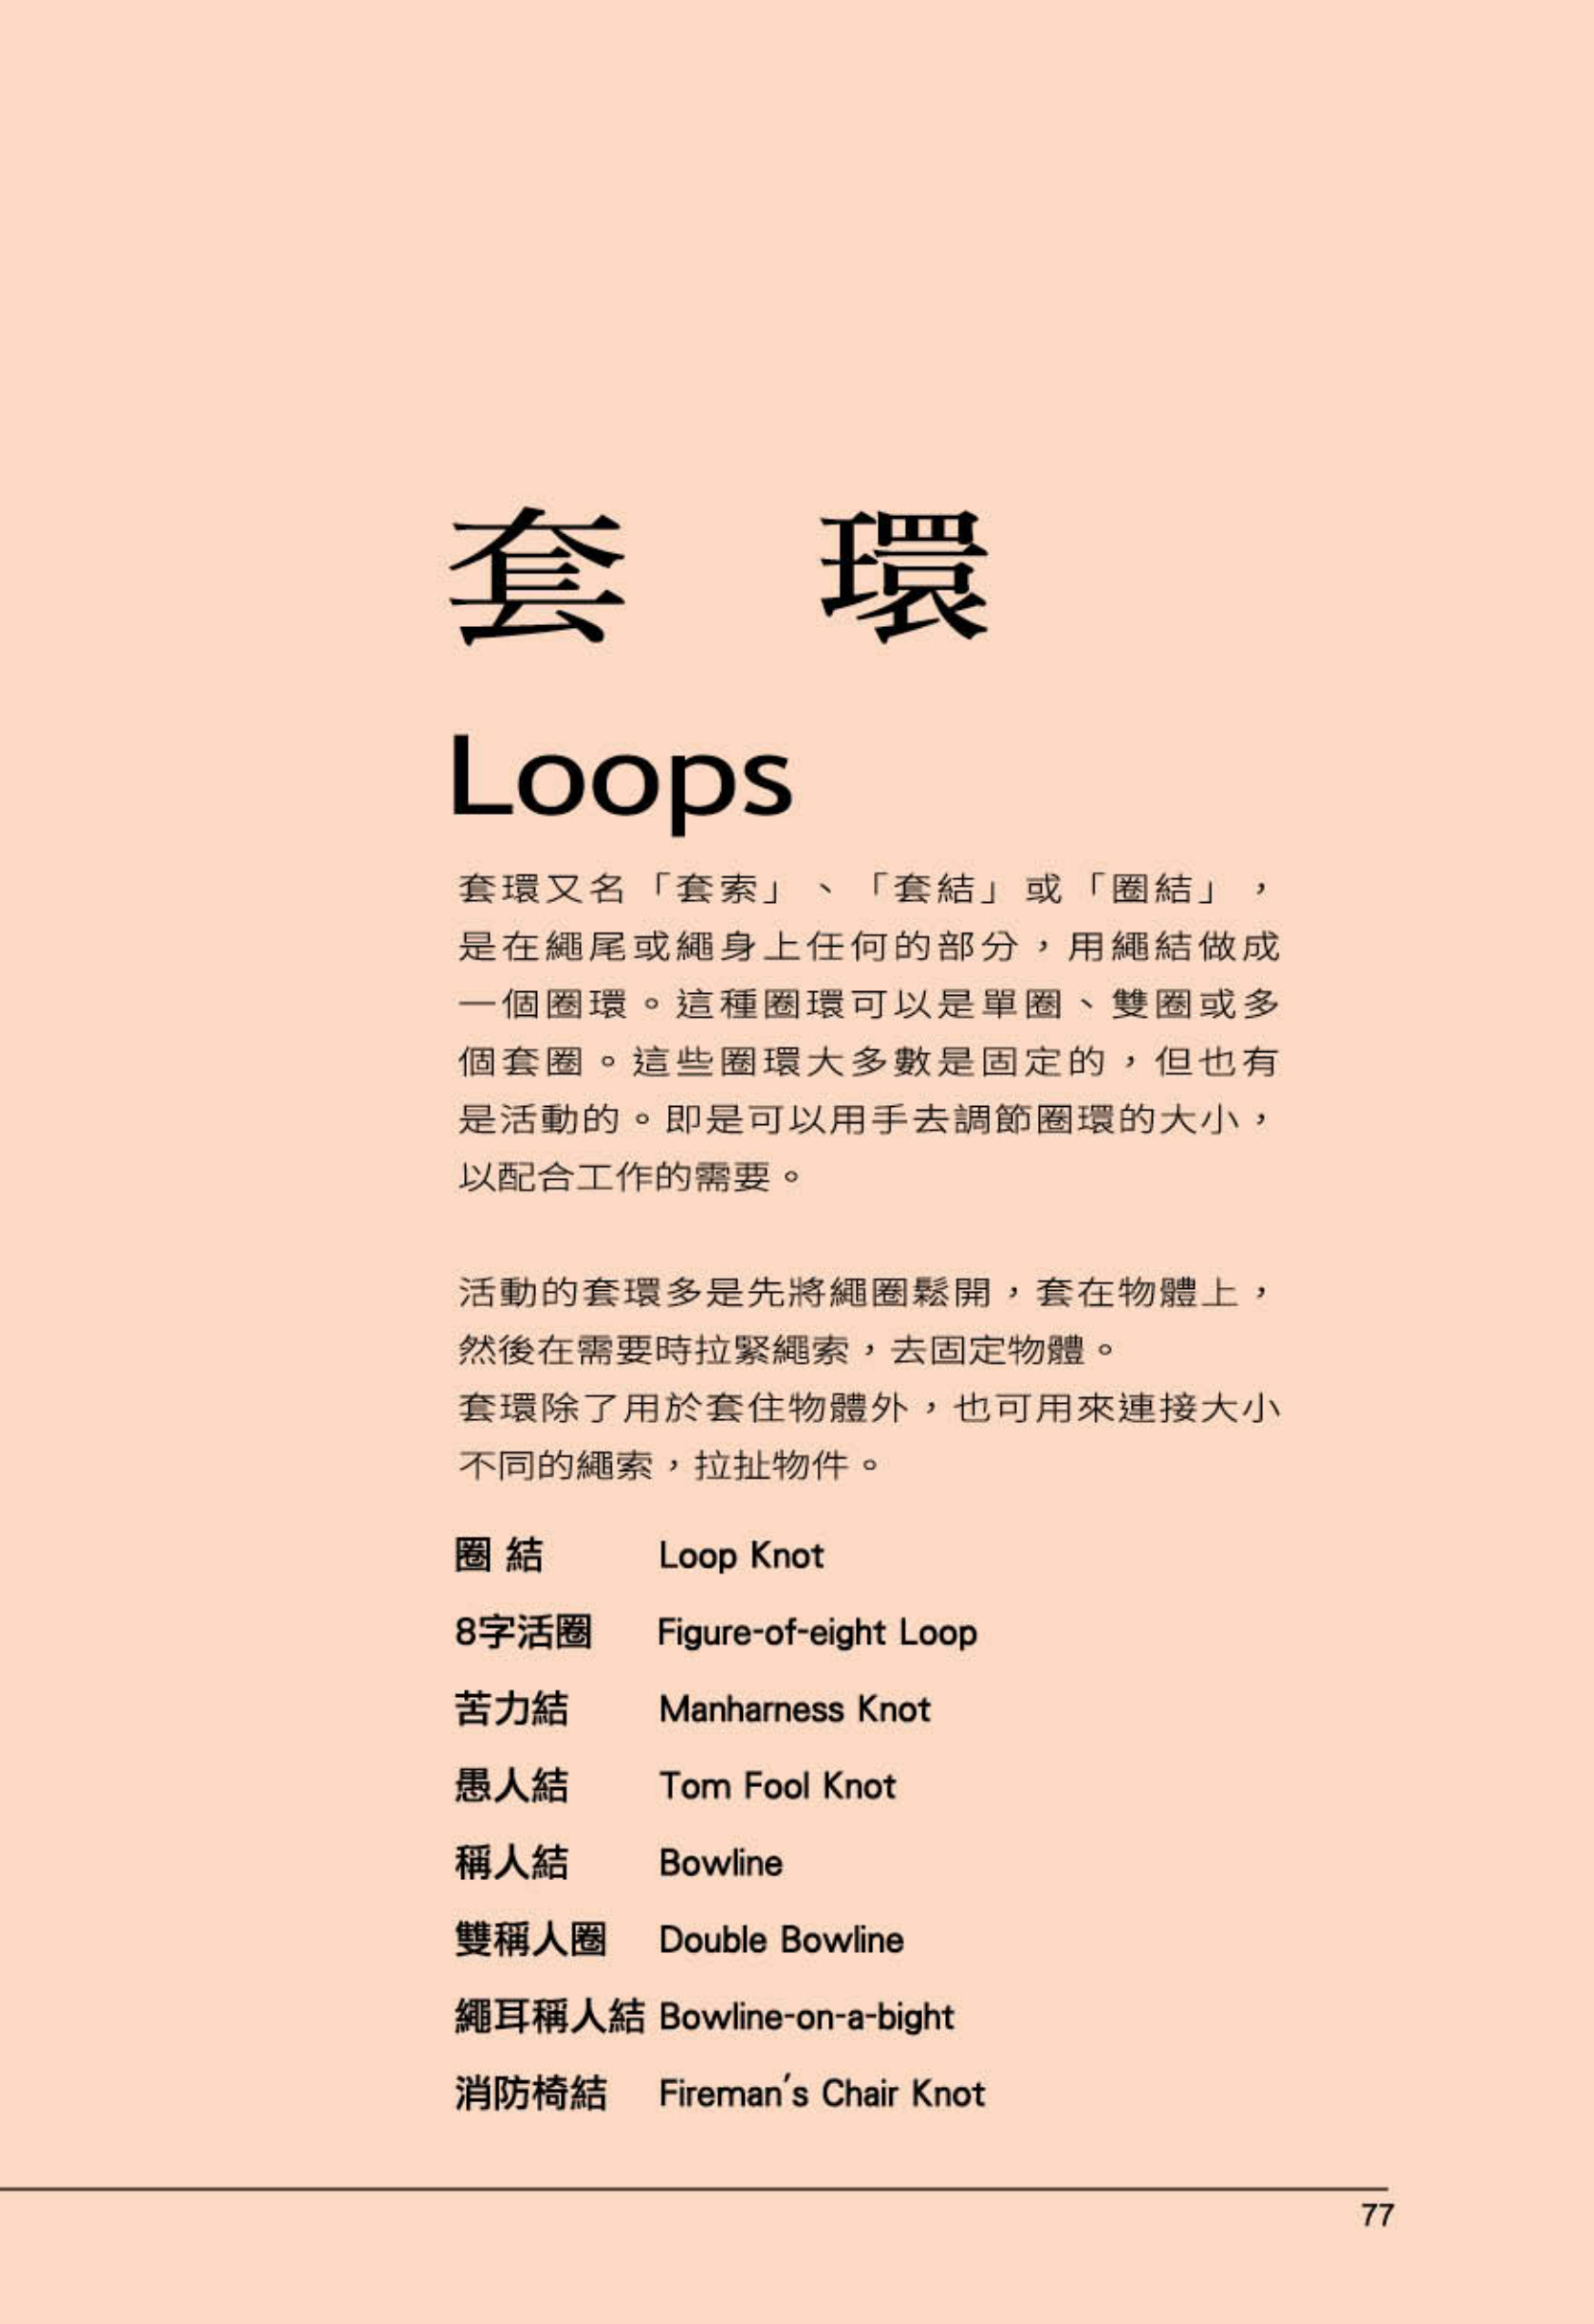 套 環
Loops
套環又名「套索」、「套結」或「圈結」，
是在繩尾或繩身上任何的部分，用繩結做成
一個圈環。這種圈環可以是單圈、雙圈或多
個套圈。這些圈環大多數是固定的，但也有
是活動的。即是可以用手去調節圈環的大小，
以配合工作的需要。
活動的套環多是先將繩圈鬆開，套在物體上，
然後在需要時拉緊繩索，去固定物體。
套環除了用於套住物體外，也可用來連接大小
不同的繩索，拉扯物件。
圈 結 Loop Knot
8字活圈 Figure-of-eight Loop
苦力結 Manharness Knot
愚人結 Tom Fool Knot
稱人結 Bowline
雙稱人圈 Double Bowline
繩耳稱人結 Bowline-on-a-bight
消防椅結 Fireman's Chair Knot
77